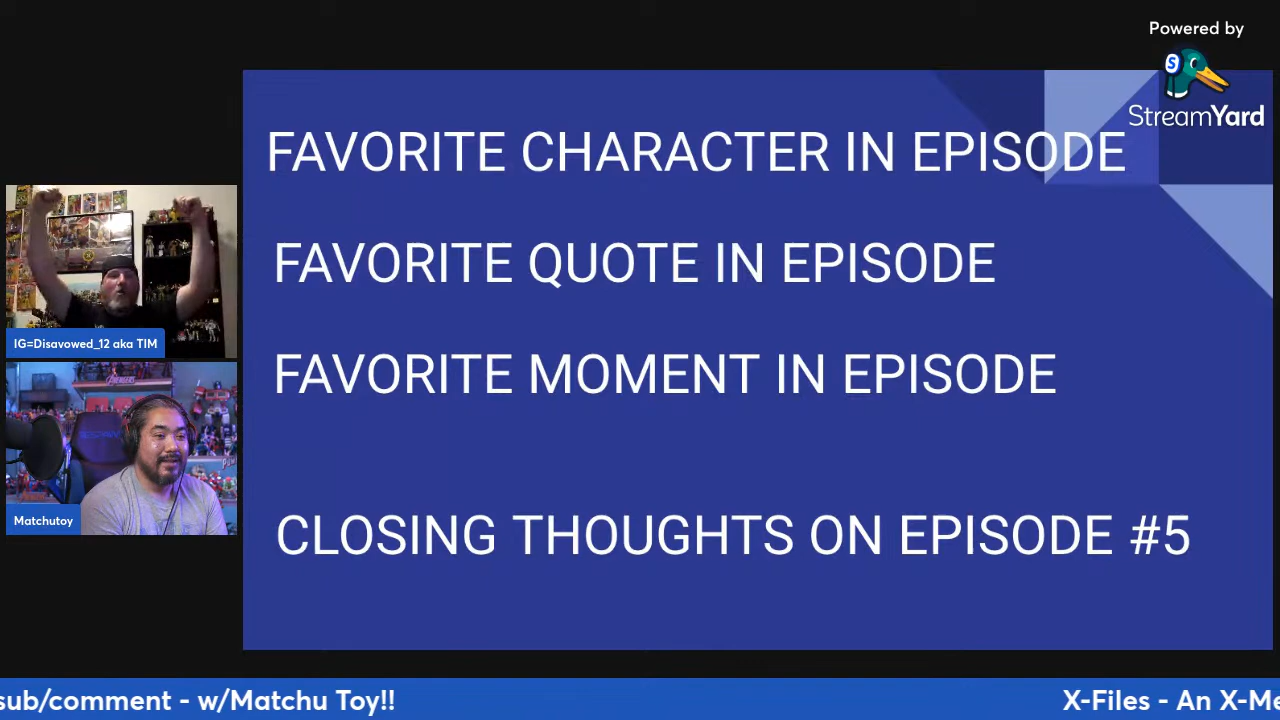 Powered by
StreamYard
FAVORITE CHARACTER IN EPISODE
FAVORITE QUOTE IN EPISODE
FAVORITE MOMENT IN EPISODE
CLOSING THOUGHTS ON EPISODE #5
IG=Disavowed_12 aka TIM
AVENGERS
Matchutoy
sub/comment - w/Matchu Toy!!
X-Files - An X-Me